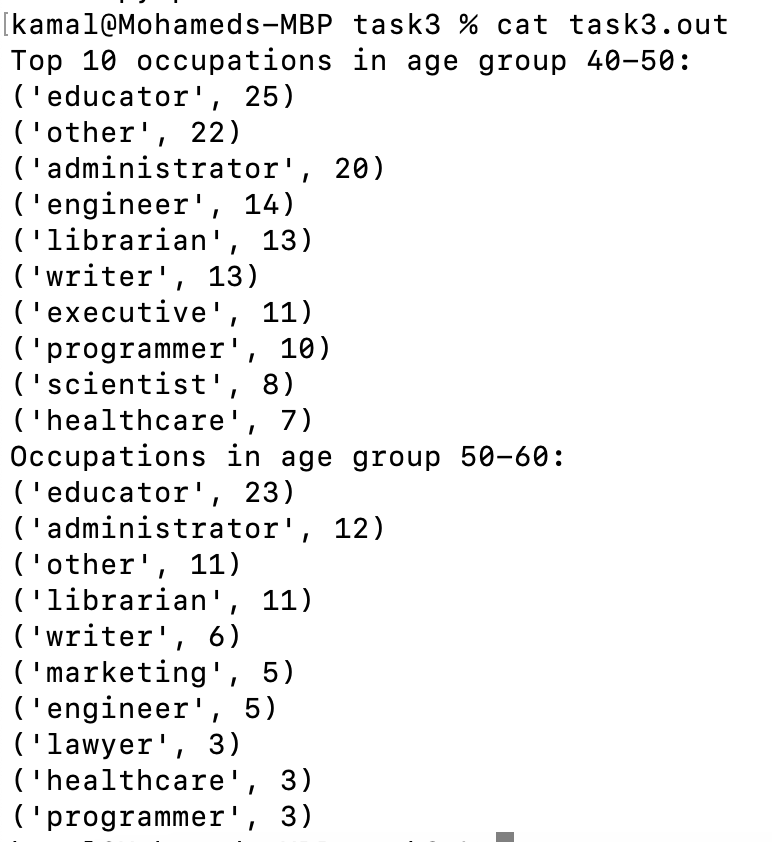 [kamal@Mohameds-MBP task3 % cat task3.out
Top 10 occupations in age group 40-50:
('educator', 25)
('other', 22)
('administrator', 20)
('engineer', 14)
('librarian', 13)
('writer', 13)
('executive', 11)
('programmer', 10)
('scientist', 8)
('healthcare', 7)
Occupations in age group 50-60:
('educator', 23)
('administrator', 12)
('other', 11)
('librarian', 11)
('writer', 6)
('marketing', 5)
('engineer', 5)
('lawyer', 3)
('healthcare', 3)
('programmer', 3)